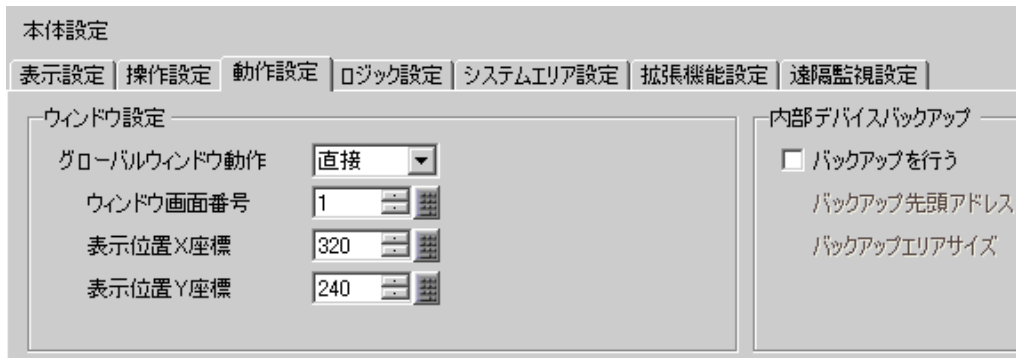 本体設定
表示設定 操作設定 動作設定 ロジック設定 システムエリア設定 拡張機能設定 遠隔監視設定
ウィンドウ設定
グローバルウィンドウ動作 直接
ウィンドウ画面番号 1
表示位置X座標 320
表示位置Y座標 240
内部デバイスバックアップ
バックアップを行う
バックアップ先頭アドレス
バックアップエリアサイズ